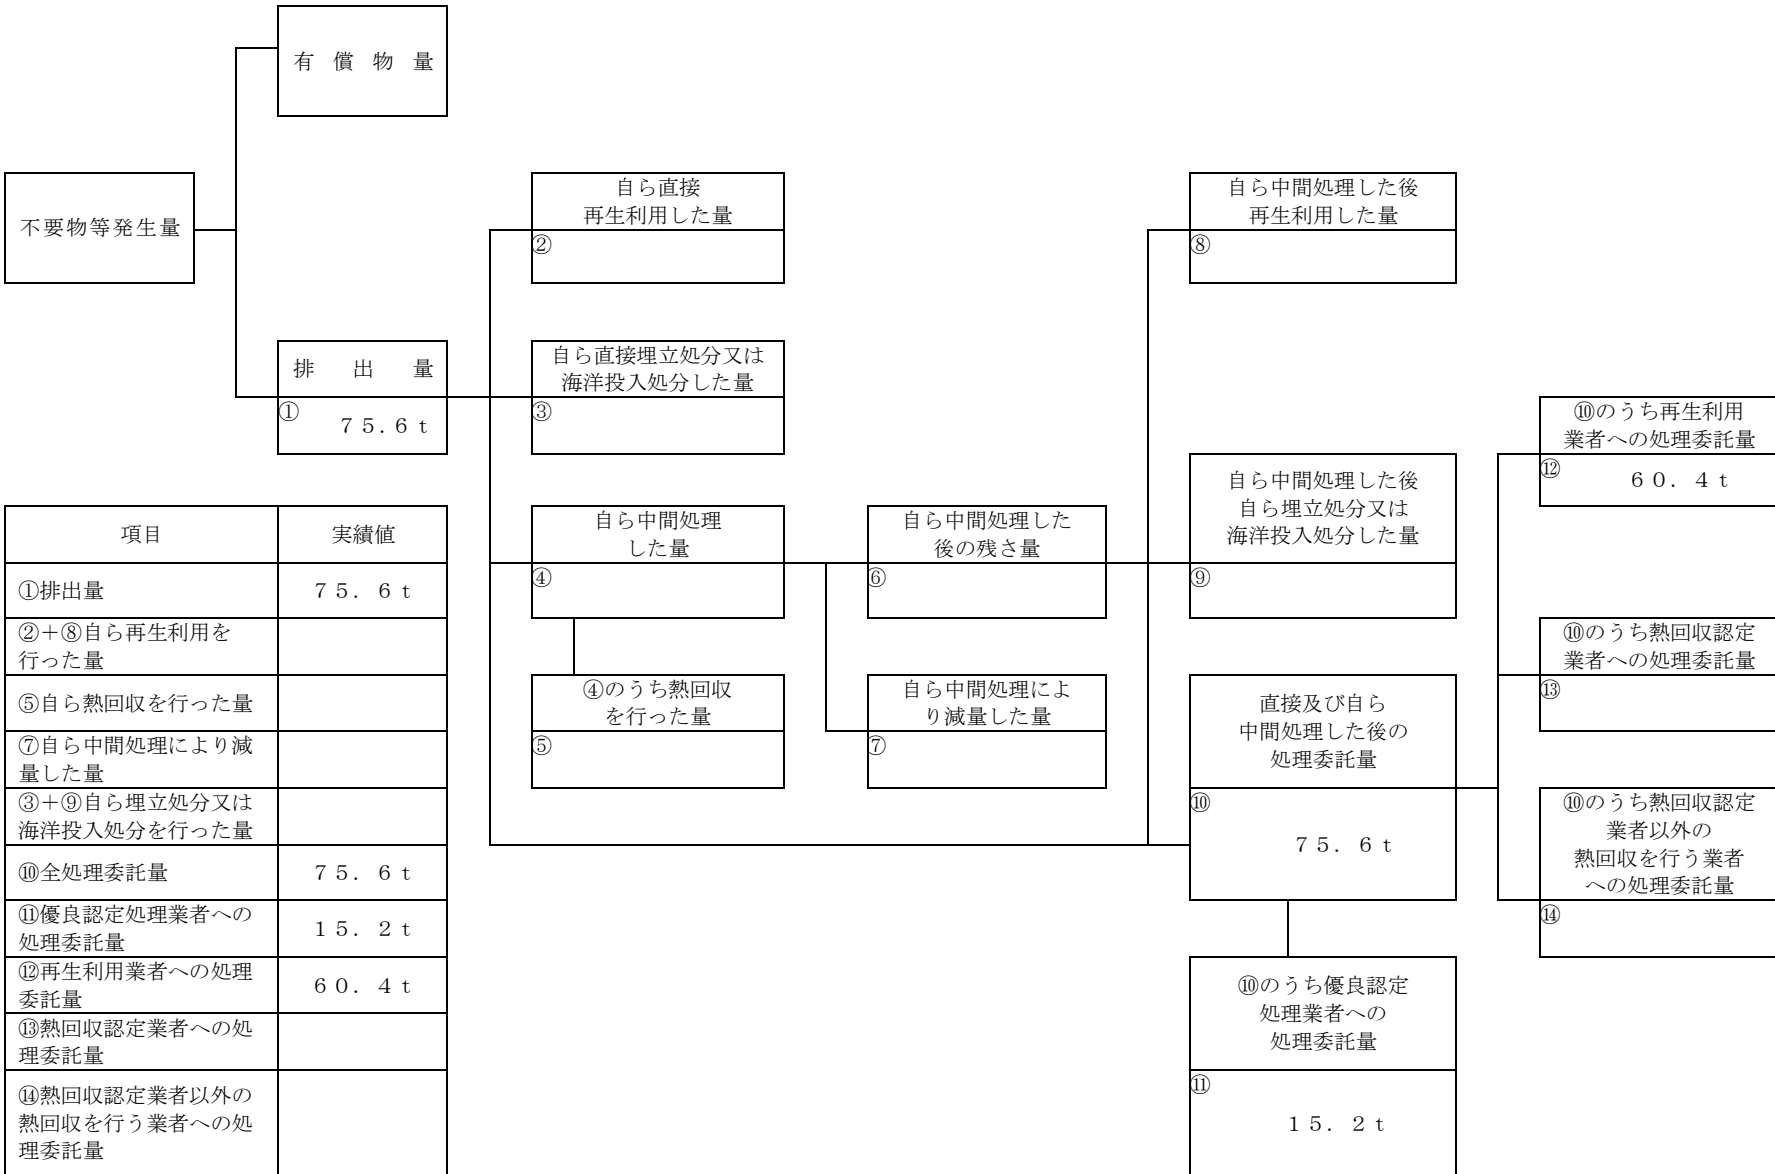 有　償　物　量
不要物等発生量
自ら直接
再生利用した量
②
自ら中間処理した後
再生利用した量
⑧
排　出　量
①　７５.６ｔ
自ら直接埋立処分又は
海洋投入処分した量
③
⑩のうち再生利用
業者への処理委託量
⑫　６０．４ｔ
自ら中間処理
した量
④
自ら中間処理した
後の残さ量
⑥
自ら中間処理した後
自ら埋立処分又は
海洋投入処分した量
⑨
⑩のうち熱回収認定
業者への処理委託量
⑬
④のうち熱回収
を行った量
⑤
自ら中間処理によ
り減量した量
⑦
直接及び自ら
中間処理した後の
処理委託量
⑩
７５．６ｔ
⑩のうち熱回収認定
業者以外の
熱回収を行う業者
への処理委託量
⑭
⑩のうち優良認定
処理業者への
処理委託量
⑪
１５．２ｔ
項目　実績値
①排出量　７５．６ｔ
②＋⑧自ら再生利用を
行った量
⑤自ら熱回収を行った量
⑦自ら中間処理により減
量した量
③＋⑨自ら埋立処分又は
海洋投入処分を行った量
⑩全処理委託量　７５．６ｔ
⑪優良認定処理業者への
処理委託量　１５．２ｔ
⑫再生利用業者への処理
委託量　６０．４ｔ
⑬熱回収認定業者への処
理委託量
⑭熱回収認定業者以外の
熱回収を行う業者への処
理委託量